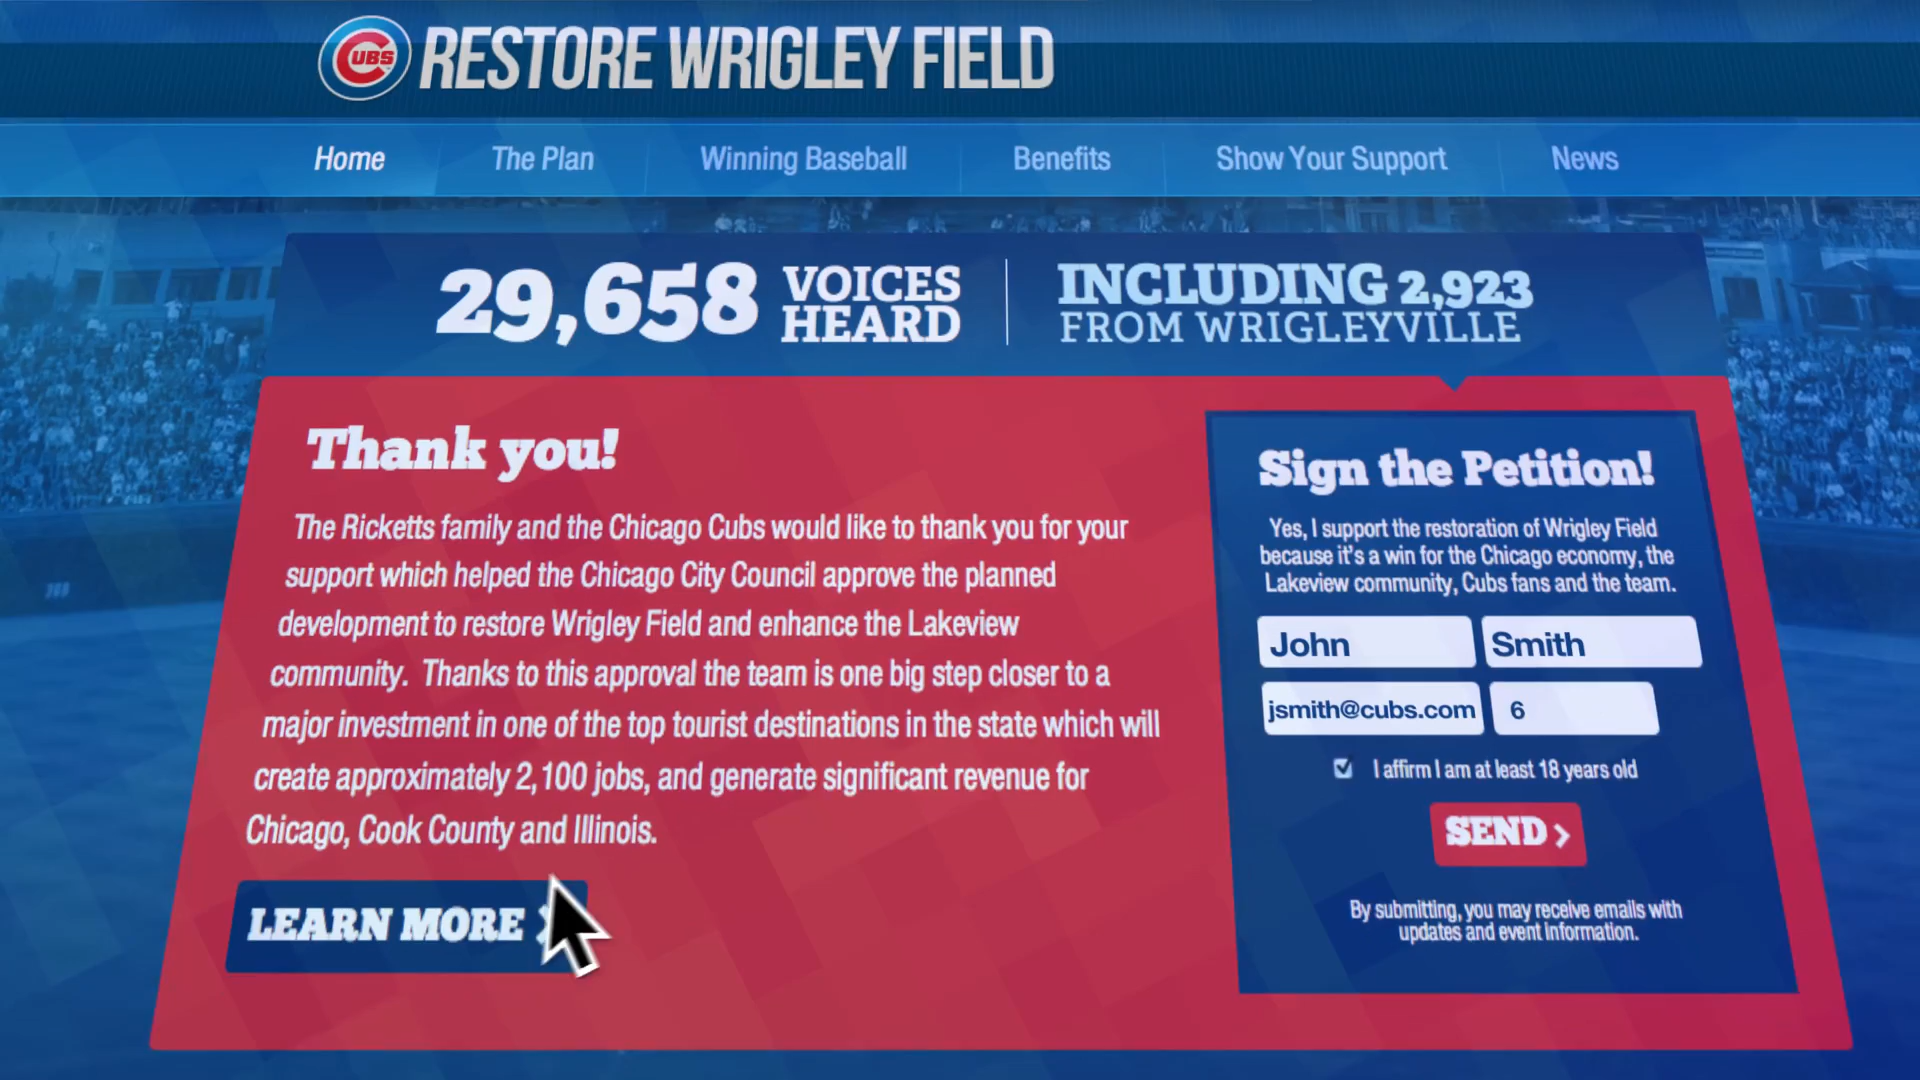 CUBS RESTORE WRIGLEY FIELD
Home The Plan Winning Baseball Benefits Show Your Support News
29,658 VOICES HEARD
INCLUDING 2,923
FROM WRIGLEYVILLE
Thank you!
The Ricketts family and the Chicago Cubs would like to thank you for your
support which helped the Chicago City Council approve the planned
development to restore Wrigley Field and enhance the Lakeview
community. Thanks to this approval the team is one big step closer to a
major investment in one of the top tourist destinations in the state which will
create approximately 2,100 jobs, and generate significant revenue for
Chicago, Cook County and Illinois.
LEARN MORE
Sign the Petition!
Yes, I support the restoration of Wrigley Field
because it's a win for the Chicago economy, the
Lakeview community, Cubs fans and the team.
John Smith
jsmith@cubs.com 6
I affirm I am at least 18 years old
SEND >
By submitting, you may receive emails with
updates and event information.